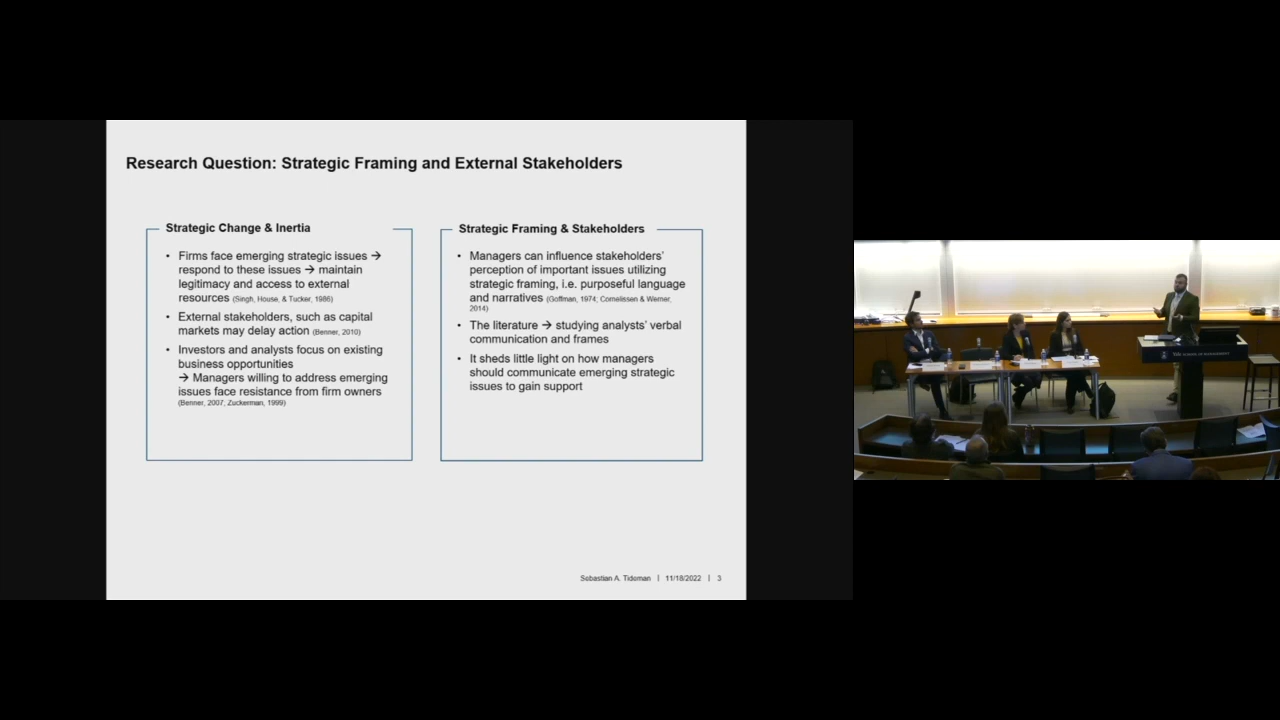 Research Question: Strategic Framing and External Stakeholders
Strategic Change & Inertia
• Firms face emerging strategic issues →
respond to these issues → maintain
legitimacy and access to external
resources (Singh, House, & Tucker, 1986)
• External stakeholders, such as capital
markets may delay action (Benner, 2010)
• Investors and analysts focus on existing
business opportunities
→ Managers willing to address emerging
issues face resistance from firm owners
(Benner, 2007; Zuckerman, 1999)
Strategic Framing & Stakeholders
• Managers can influence stakeholders'
perception of important issues utilizing
strategic framing, i.e. purposeful language
and narratives (Goffman, 1974; Cornelissen & Werner,
2014)
• The literature → studying analysts' verbal
communication and frames
• It sheds little light on how managers
should communicate emerging strategic
issues to gain support
Sebastian A. Tideman | 11/18/2022 | 3
Yale SCHOOL OF MANAGEMENT